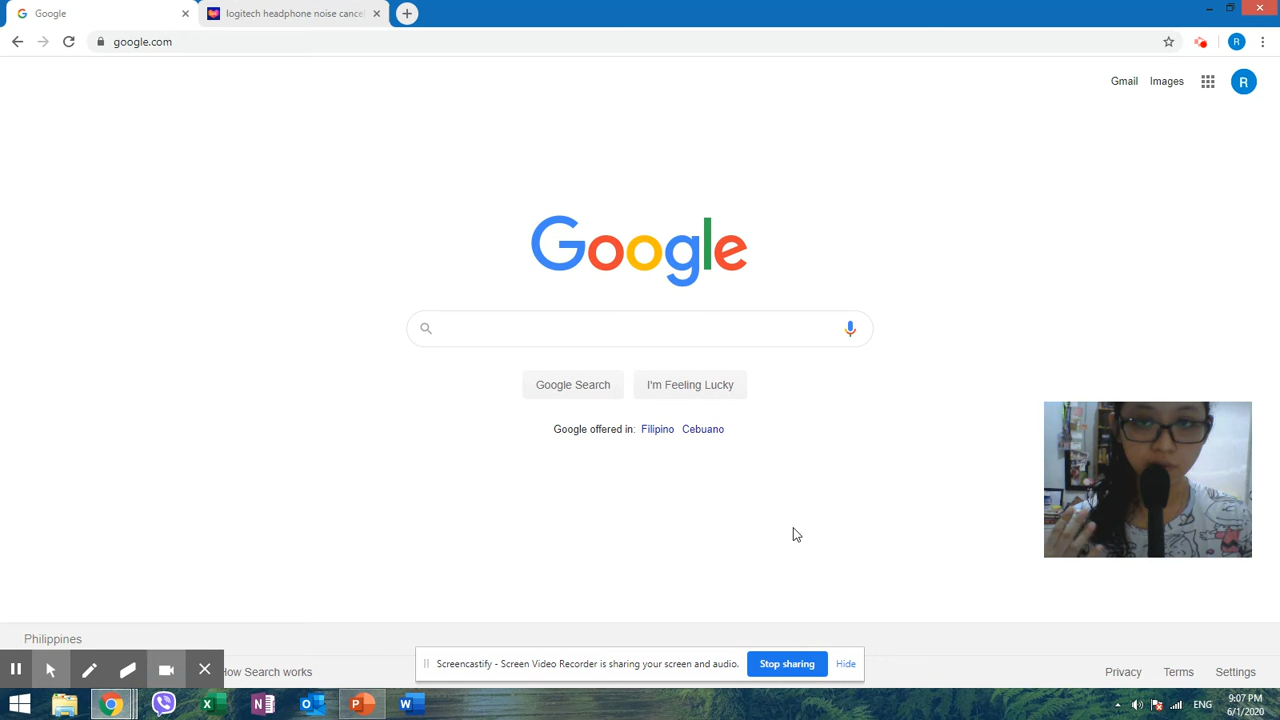 Google
logitech headphone noise cancel
google.com
R
Gmail
Images
R
Google
Google Search
I'm Feeling Lucky
Google offered in: Filipino Cebuano
Philippines
How Search works
Screencastify - Screen Video Recorder is sharing your screen and audio.
Stop sharing
Hide
Privacy
Terms
Settings
ENG
9:07 PM
6/1/2020